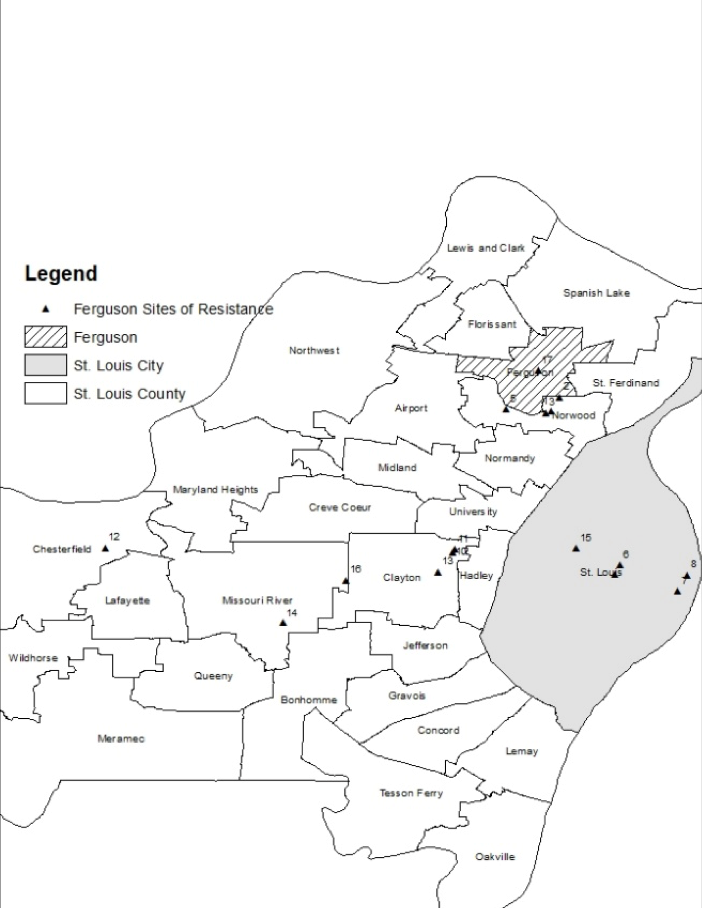 Lewis and Clark
Legend
Spanish Lake
Ferguson Sites of Resistance
Florissant
Ferguson
Northwest
17
St. Louis City
Ferguson
St. Ferdinand
2
St. Louis County
5
3
Airport
Norwood
Normandy
Midland
Maryland Heights
Creve Coeur
University
12
11
15
Chesterfield
6
13
8
16
St. Louis
Clayton
Hadley
7
Lafayette
Missouri River
14
Jefferson
Wildhorse
Queeny
Gravois
Bonhomme
Concord
Meramec
Lemay
Tesson Ferry
Oakville